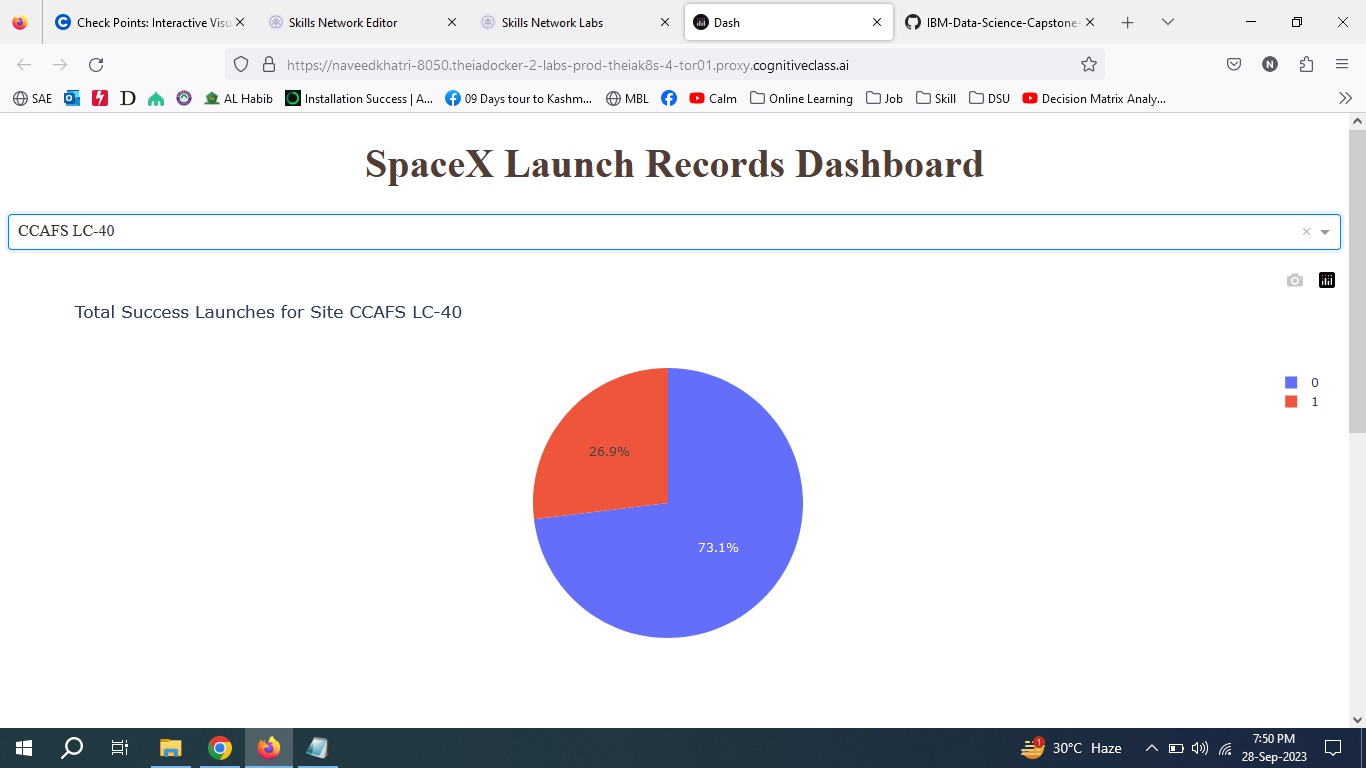 Check Points: Interactive Visu
Skills Network Editor
Skills Network Labs
Dash
IBM-Data-Science-Capstone-
https://naveedkhatri-8050.theiadocker-2-labs-prod-theiak8s-4-tor01.proxy.cognitiveclass.ai
N
SAE
D
AL Habib
Installation Success | A...
09 Days tour to Kashm...
MBL
Calm
Online Learning
Job
Skill
DSU
Decision Matrix Analy...
SpaceX Launch Records Dashboard
CCAFS LC-40
Total Success Launches for Site CCAFS LC-40
0
1
26.9%
73.1%
1
30°C Haze
7:50 PM
28-Sep-2023